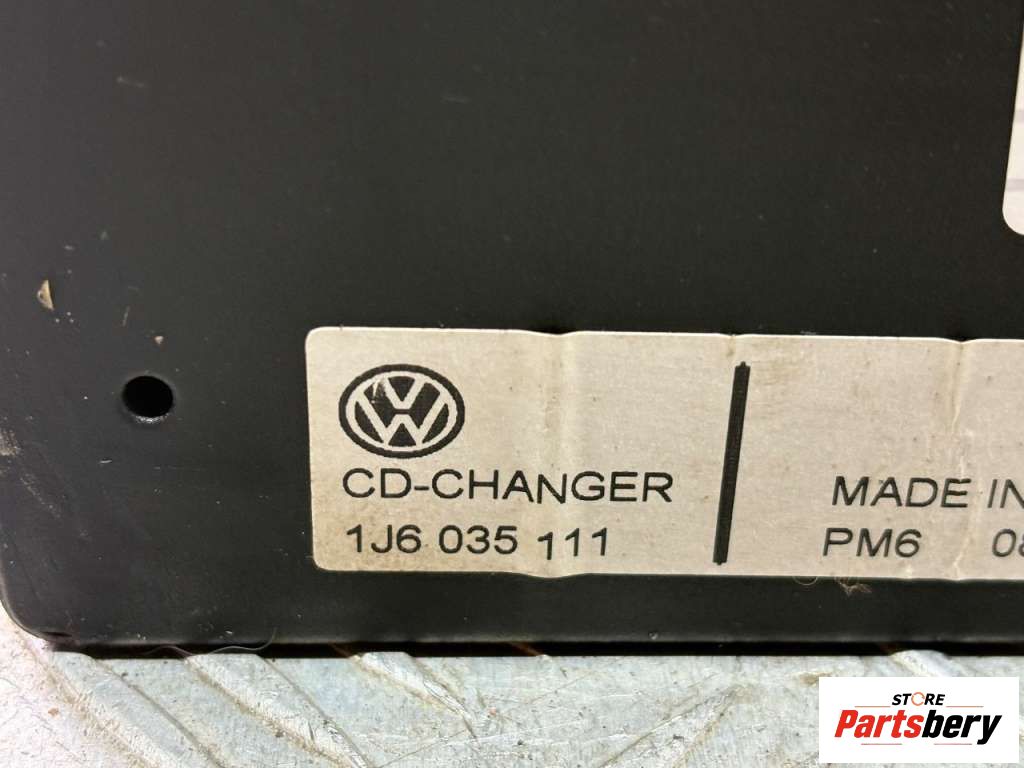 CD-CHANGER
1J6 035 111
MADE IN
PM6
STORE
Partsbery